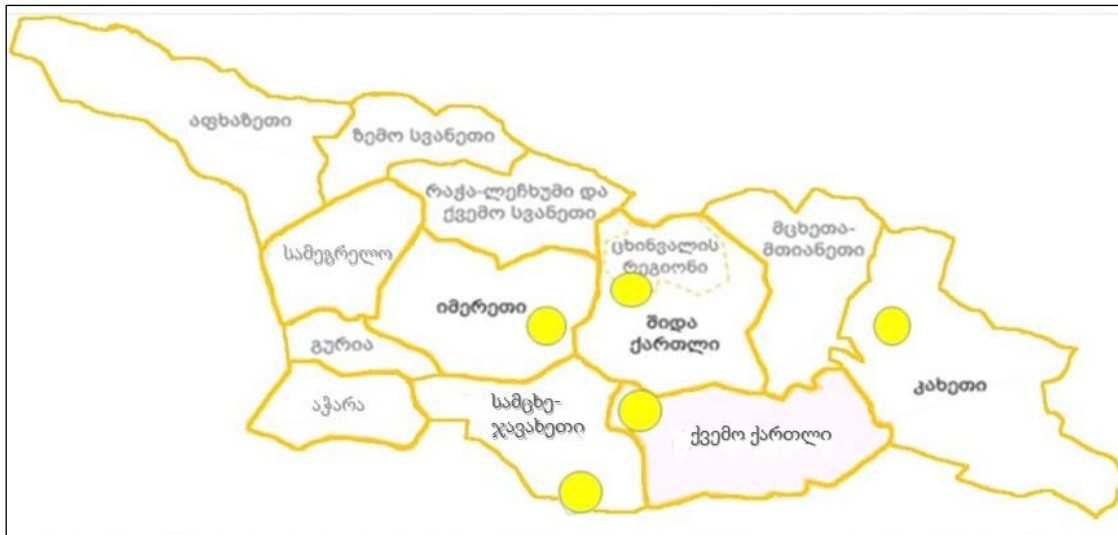 აფხაზეთი
ზემო სვანეთი
რაჭა-ლეჩხუმი და
ქვემო სვანეთი
სამეგრელო
იმერეთი
გურია
აჭარა
სამცხე-
ჯავახეთი
ცხინვალის
რეგიონი
შიდა
ქართლი
მცხეთა-
მთიანეთი
ქვემო ქართლი
კახეთი